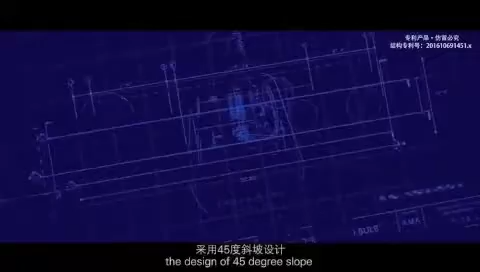 专利产品·仿冒必究
结构专利号：201610691451.x
采用45度斜坡设计
the design of 45 degree slope